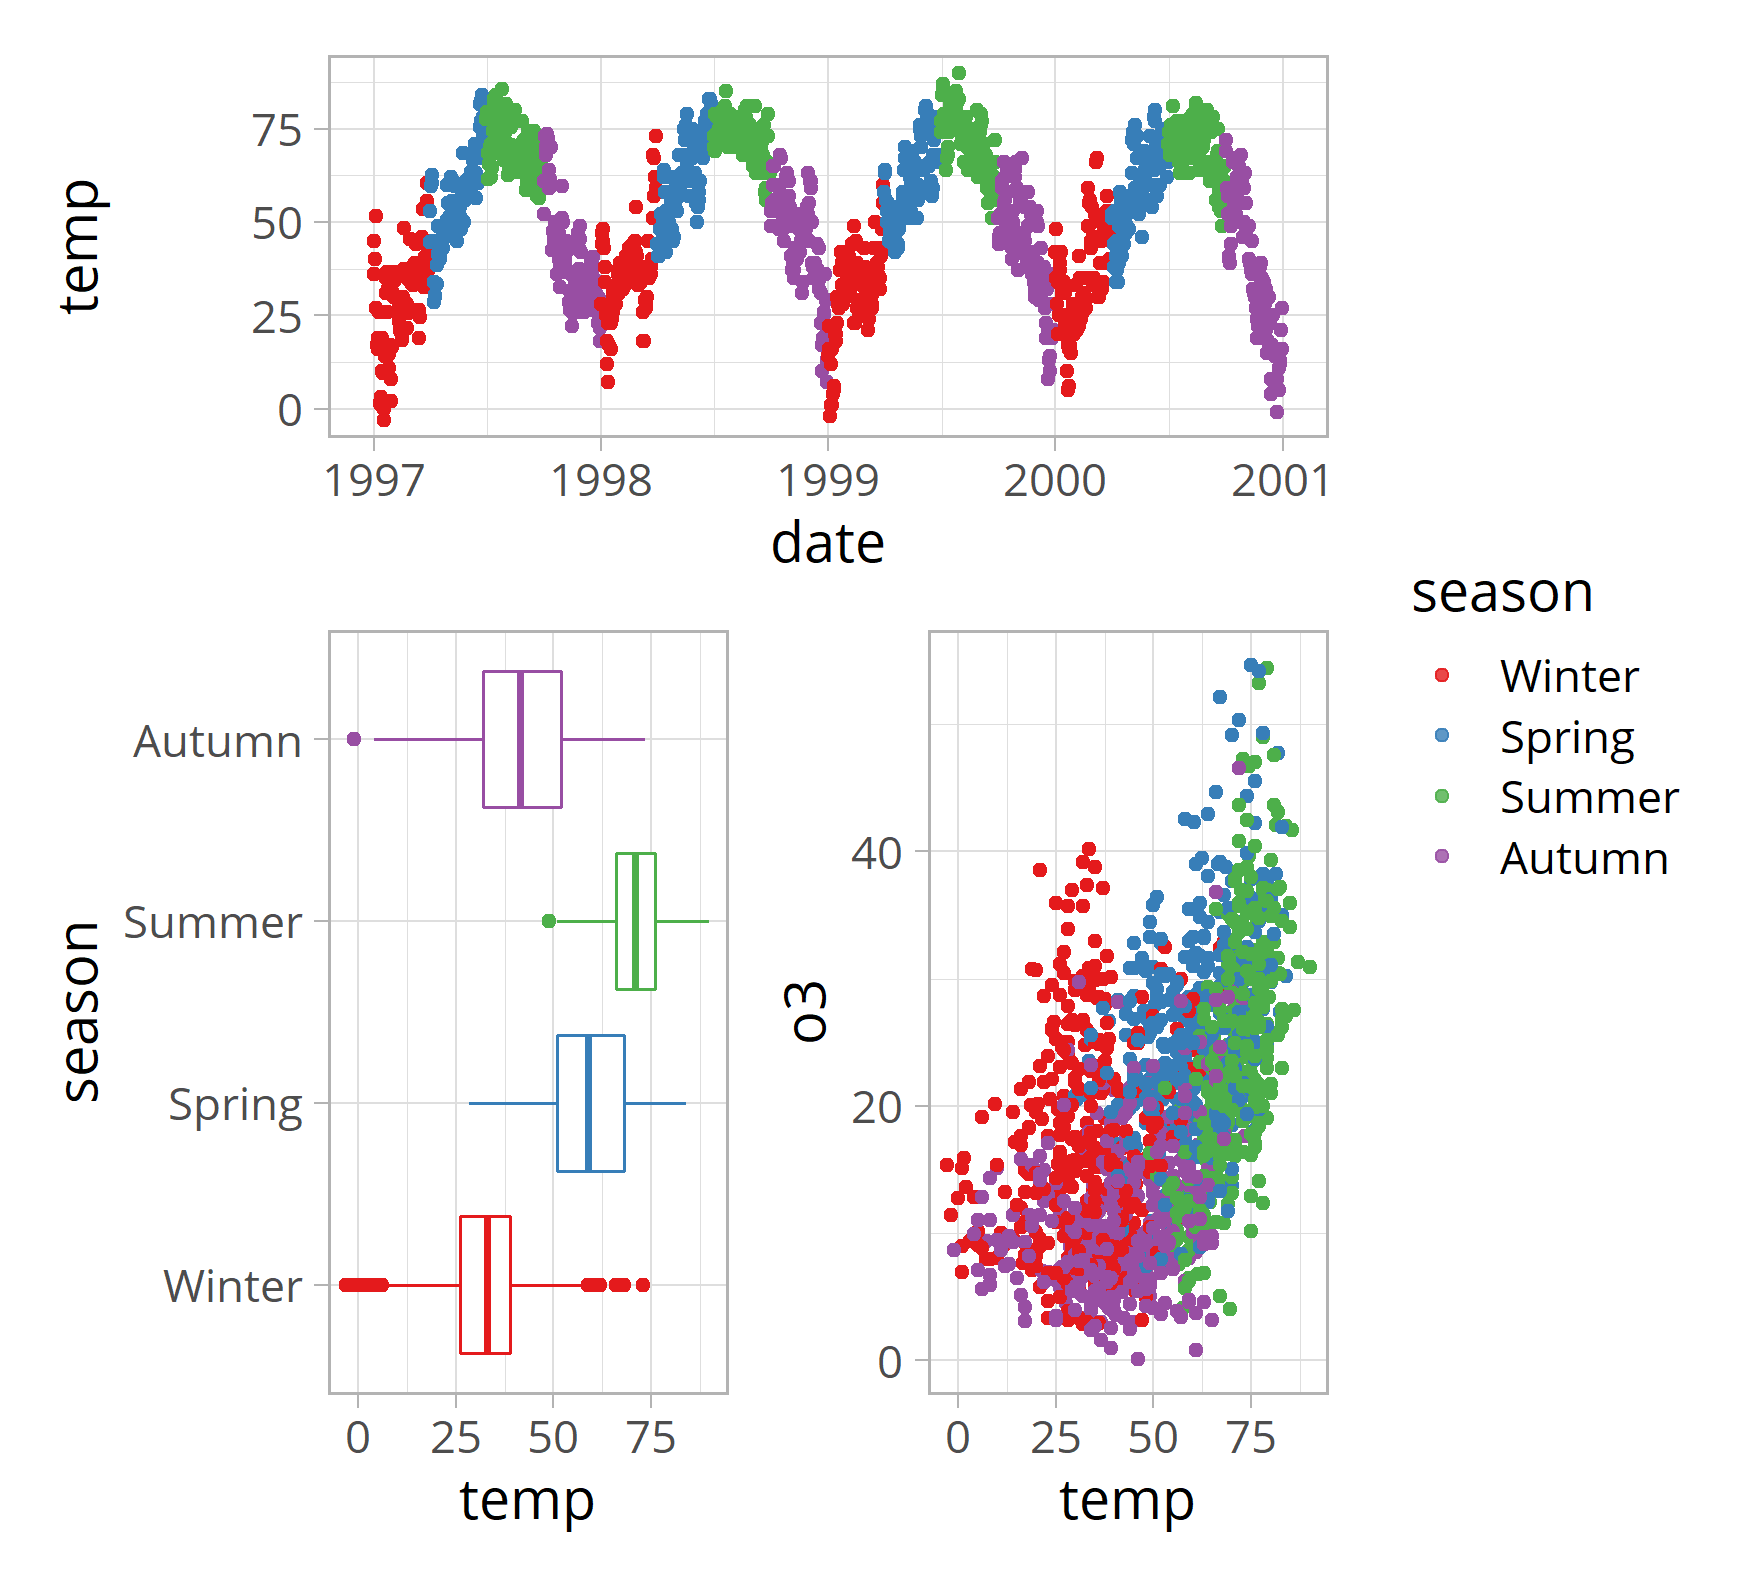 temp
75
50
25
0
1997 1998 1999 2000 2001
date
season
Winter
Spring
Summer
Autumn
season
Autumn
Summer
Spring
Winter
0 25 50 75
temp
o3
40
20
0
0 25 50 75
temp